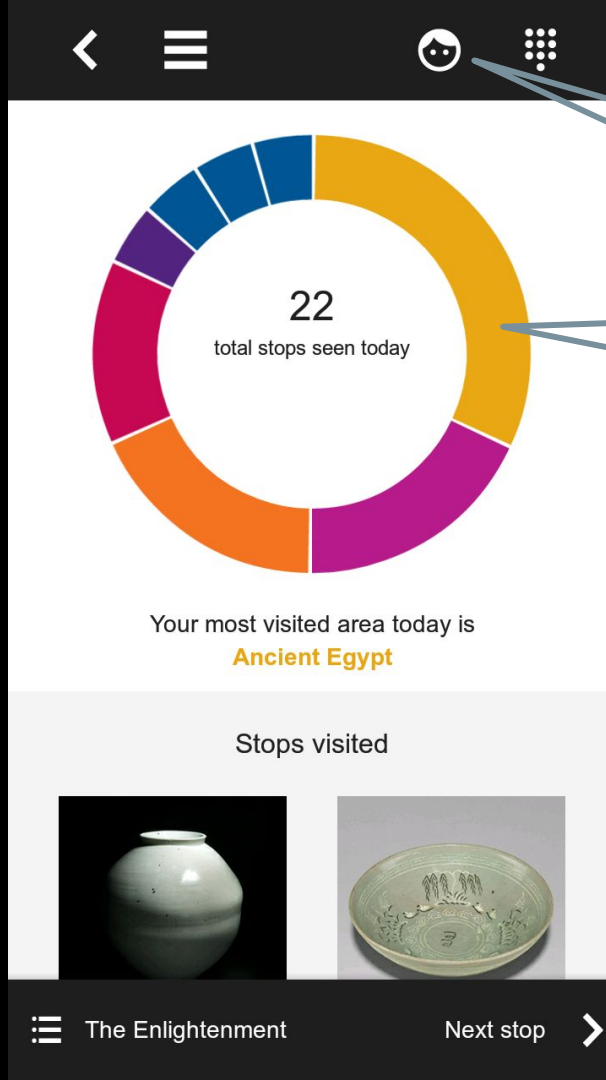 22
total stops seen today
Your most visited area today is
Ancient Egypt
Stops visited
The Enlightenment
Next stop